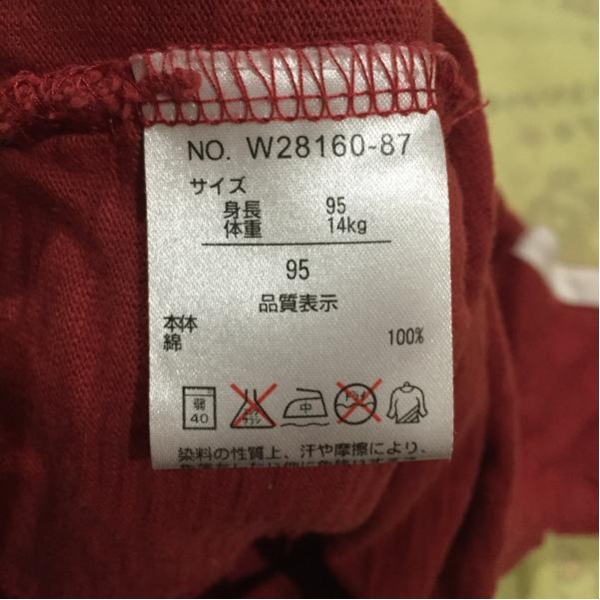 NO. W28160-87
サイズ
身長 95
体重 14kg
95
品質表示
本体
綿 100%
弱 40
中
染料の性質上、汗や摩擦により、